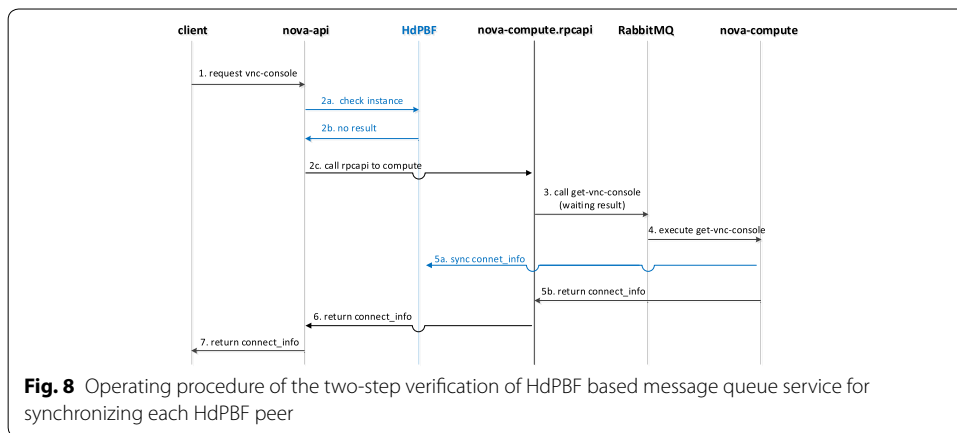 client nova-api HdPBF nova-compute.rpcapi RabbitMQ nova-compute
1. request vnc-console
2a. check instance
2b. no result
2c. call rpcapi to compute
3. call get-vnc-console
(waiting result)
4. execute get-vnc-console
5a. sync connet_info
5b. return connect_info
6. return connect_info
7. return connect_info
Fig. 8 Operating procedure of the two-step verification of HdPBF based message queue service for
synchronizing each HdPBF peer